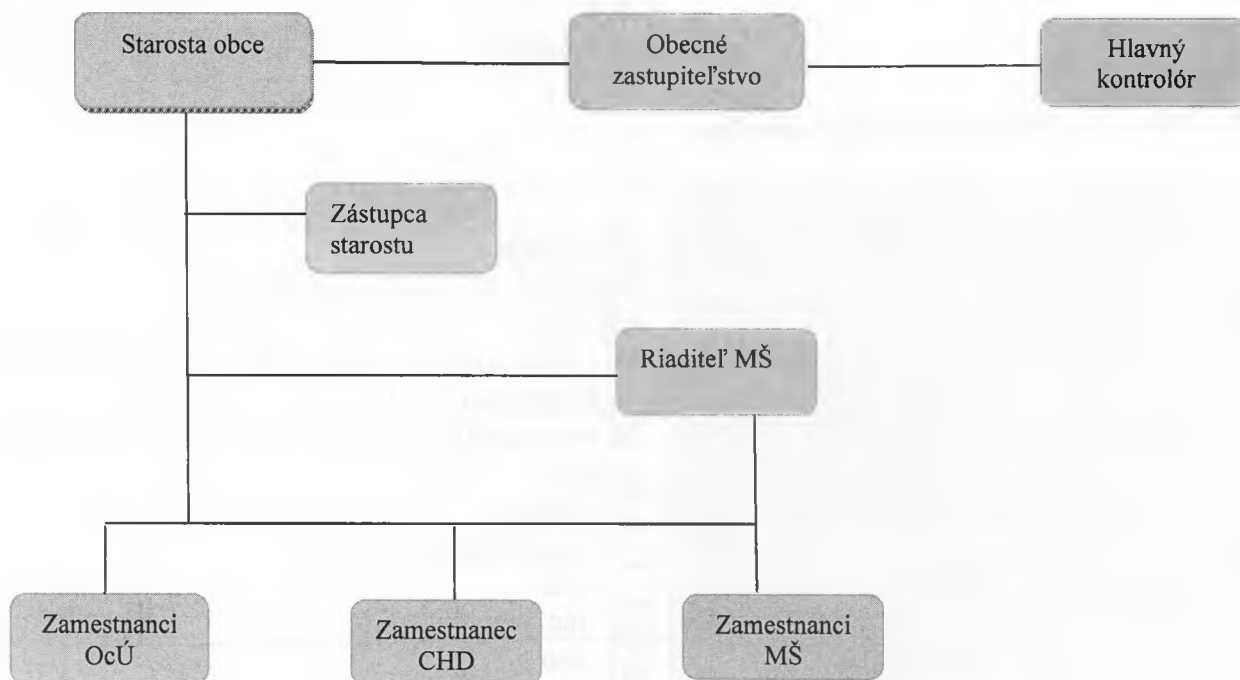 Starosta obce
Obecné
zastupiteľstvo
Hlavný
kontrolór
Zástupca
starostu
Riaditeľ MŠ
Zamestnanci
OcÚ
Zamestnanec
CHD
Zamestnanci
MŠ